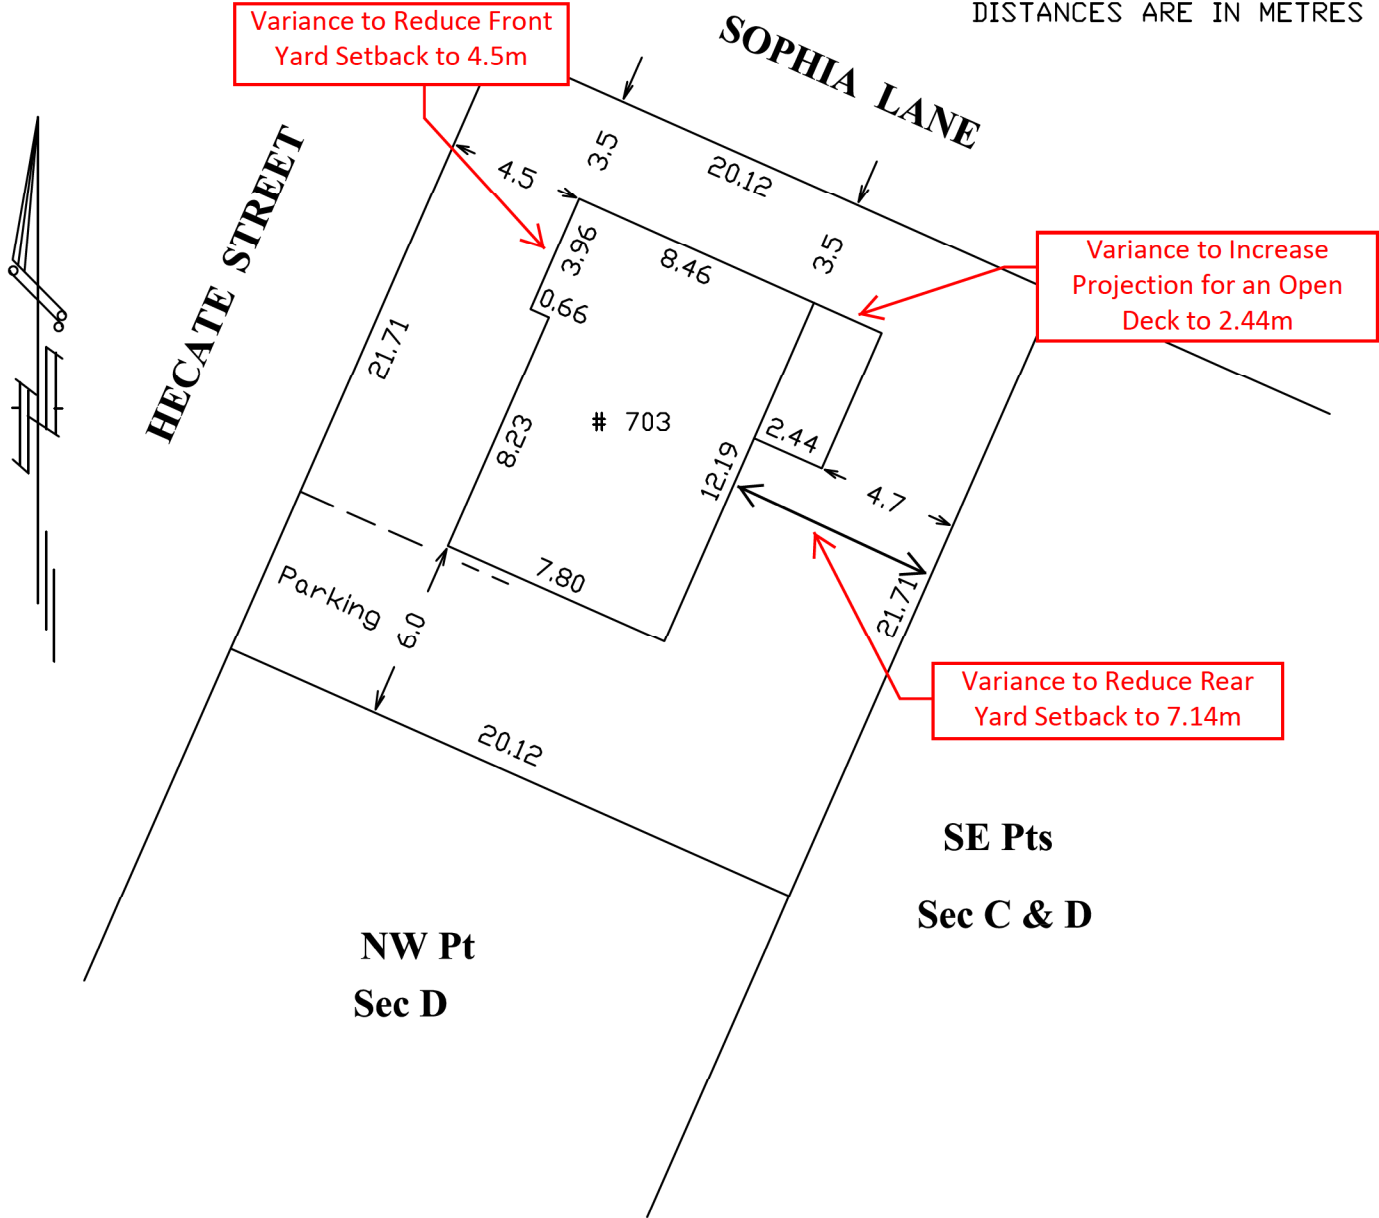 DISTANCES ARE IN METRES
Variance to Reduce Front
Yard Setback to 4.5m
SOPHIA LANE
HECATE STREET
3.5
20.12
4.5
3.96
8.46
3.5
Variance to Increase
Projection for an Open
Deck to 2.44m
0.66
21.71
# 703
8.23
2.44
12.19
4.7
7.80
Parking
6.0
21.71
Variance to Reduce Rear
Yard Setback to 7.14m
20.12
SE Pts
Sec C & D
NW Pt
Sec D